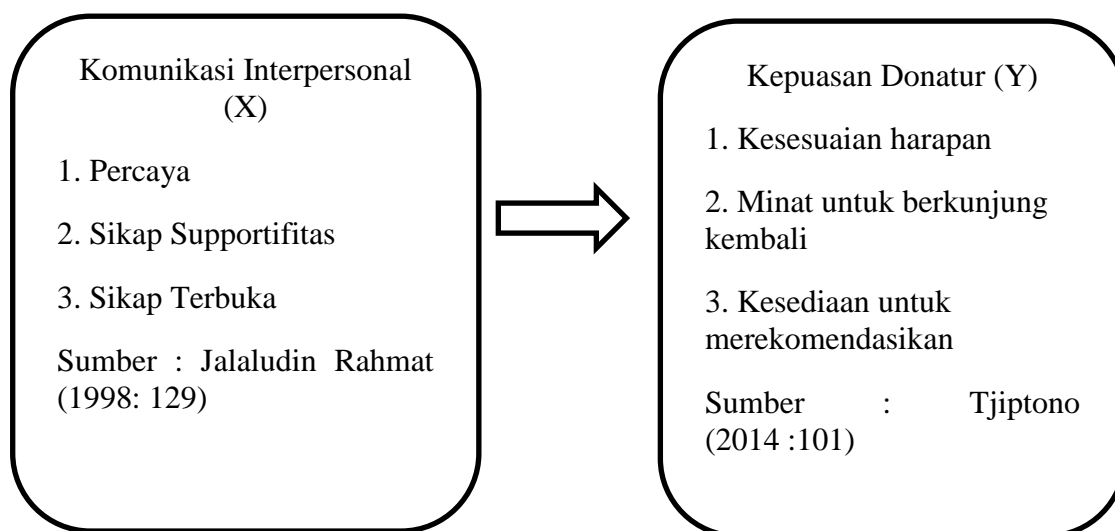 Komunikasi Interpersonal
(X)
1. Percaya
2. Sikap Supportifitas
3. Sikap Terbuka
Sumber : Jalaludin Rahmat
(1998: 129)
Kepuasan Donatur (Y)
1. Kesesuaian harapan
2. Minat untuk berkunjung
kembali
3. Kesediaan untuk
merekomendasikan
Sumber : Tjiptono
(2014 :101)